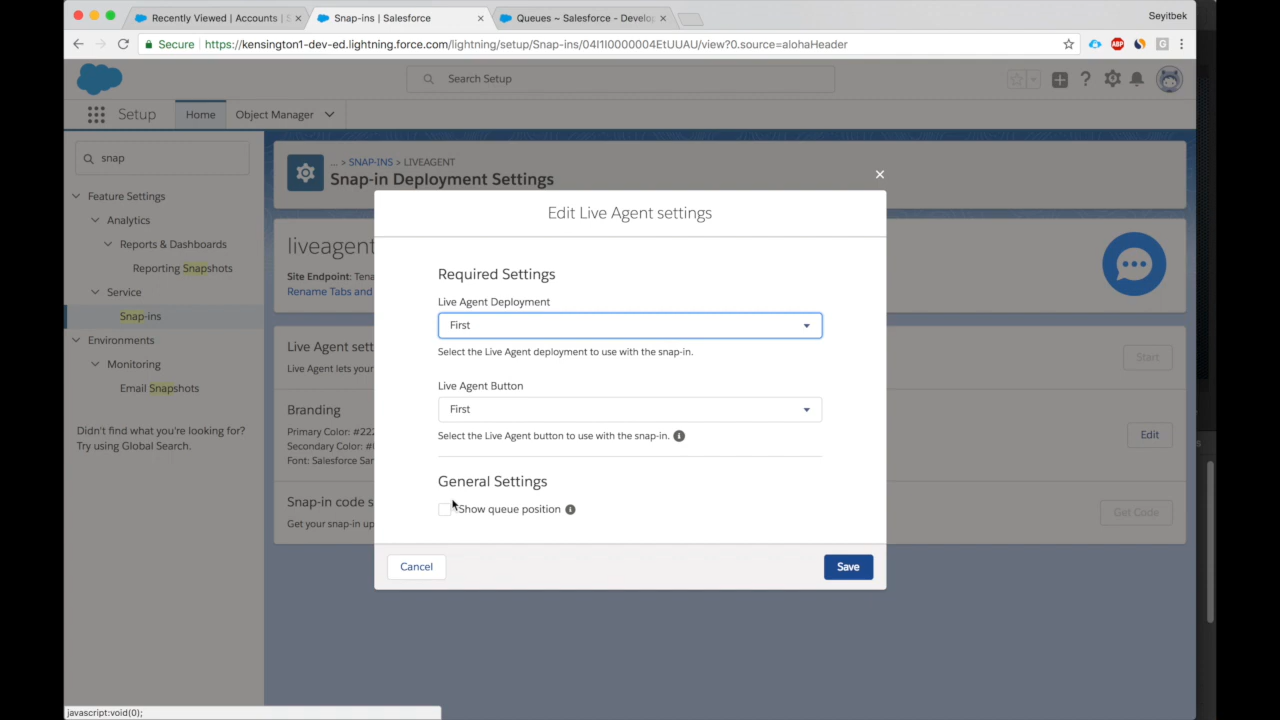 Recently Viewed | Accounts | S
Snap-ins | Salesforce
Queues ~ Salesforce - Develo
Seyitbek
Secure
https://kensington1-dev-ed.lightning.force.com/lightning/setup/Snap-ins/04I1I0000004EtUUAU/view?0.source=alohaHeader
ABP
G
Search Setup
Setup
Home
Object Manager
snap
Feature Settings
Analytics
Reports & Dashboards
Reporting Snapshots
Service
Snap-ins
Environments
Monitoring
Email Snapshots
Didn't find what you're looking for?
Try using Global Search.
... > SNAP-INS > LIVEAGENT
Snap-in Deployment Settings
liveagent
Site Endpoint: Tena
Rename Tabs and
Live Agent sett
Live Agent lets your
Start
Branding
Primary Color: #222
Secondary Color: #
Font: Salesforce Sar
Edit
Snap-in code s
Get your snap-in up
Get Code
Edit Live Agent settings
Required Settings
Live Agent Deployment
First
Select the Live Agent deployment to use with the snap-in.
Live Agent Button
First
Select the Live Agent button to use with the snap-in.
General Settings
Show queue position
Cancel
Save
javascript:void(0);